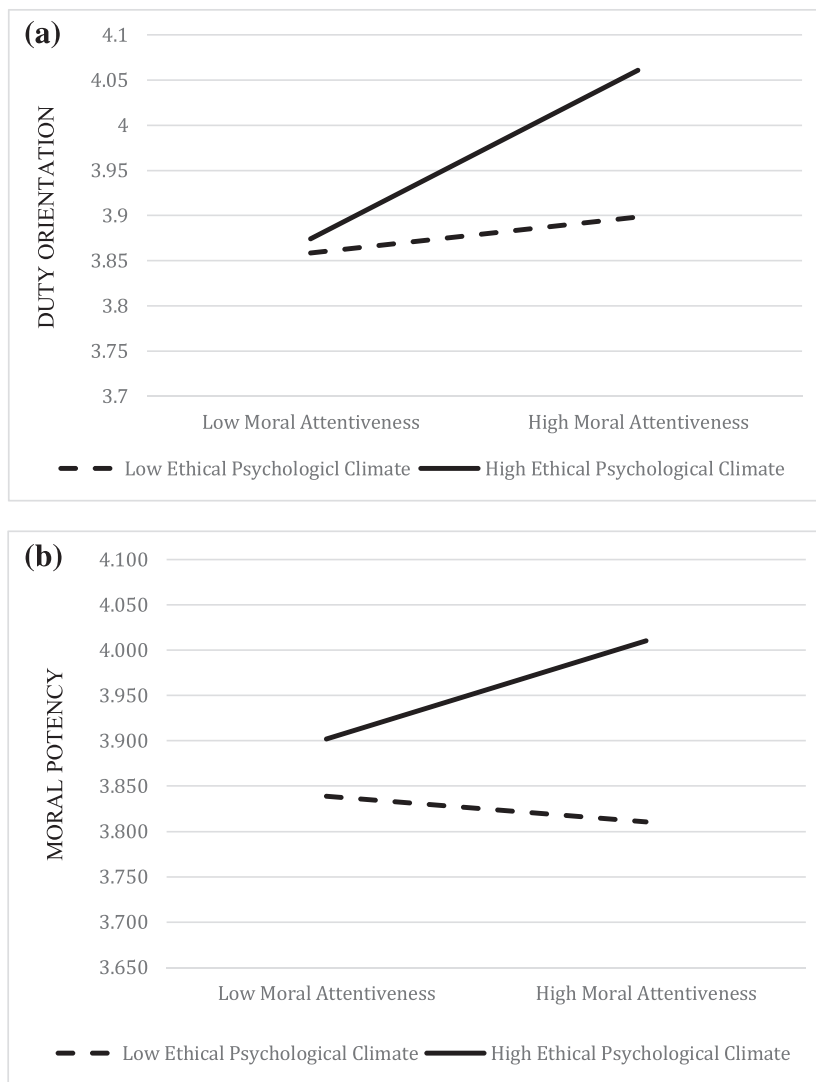 (a)
4.1
4.05
4
3.95
3.9
3.85
3.8
3.75
3.7
DUTY ORIENTATION
Low Moral Attentiveness High Moral Attentiveness
Low Ethical Psychologicl Climate High Ethical Psychological Climate
(b)
4.100
4.050
4.000
3.950
3.900
3.850
3.800
3.750
3.700
3.650
MORAL POTENCY
Low Moral Attentiveness High Moral Attentiveness
Low Ethical Psychological Climate High Ethical Psychological Climate